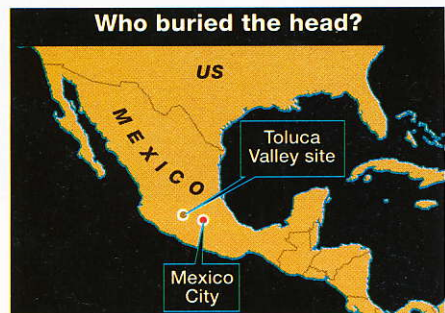 Who buried the head?
US
MEXICO
Toluca
Valley site
Mexico
City